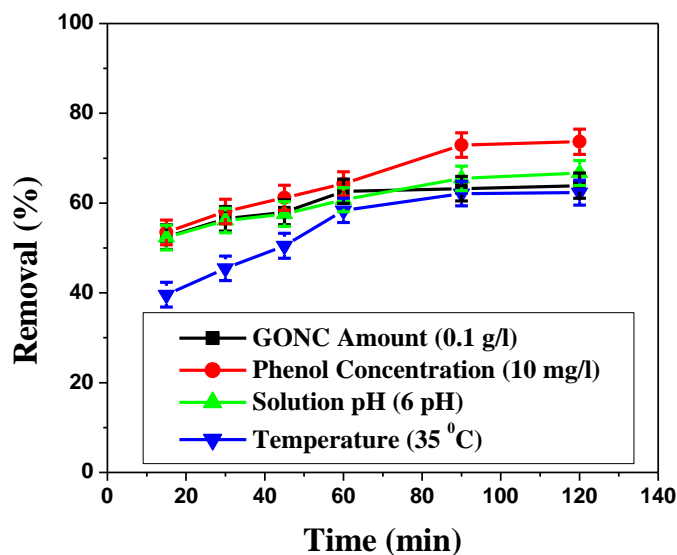 100
80
60
40
20
0
Removal (%)
GONC Amount (0.1 g/l)
Phenol Concentration (10 mg/l)
Solution pH (6 pH)
Temperature (35 ⁰C)
0 20 40 60 80 100 120 140
Time (min)